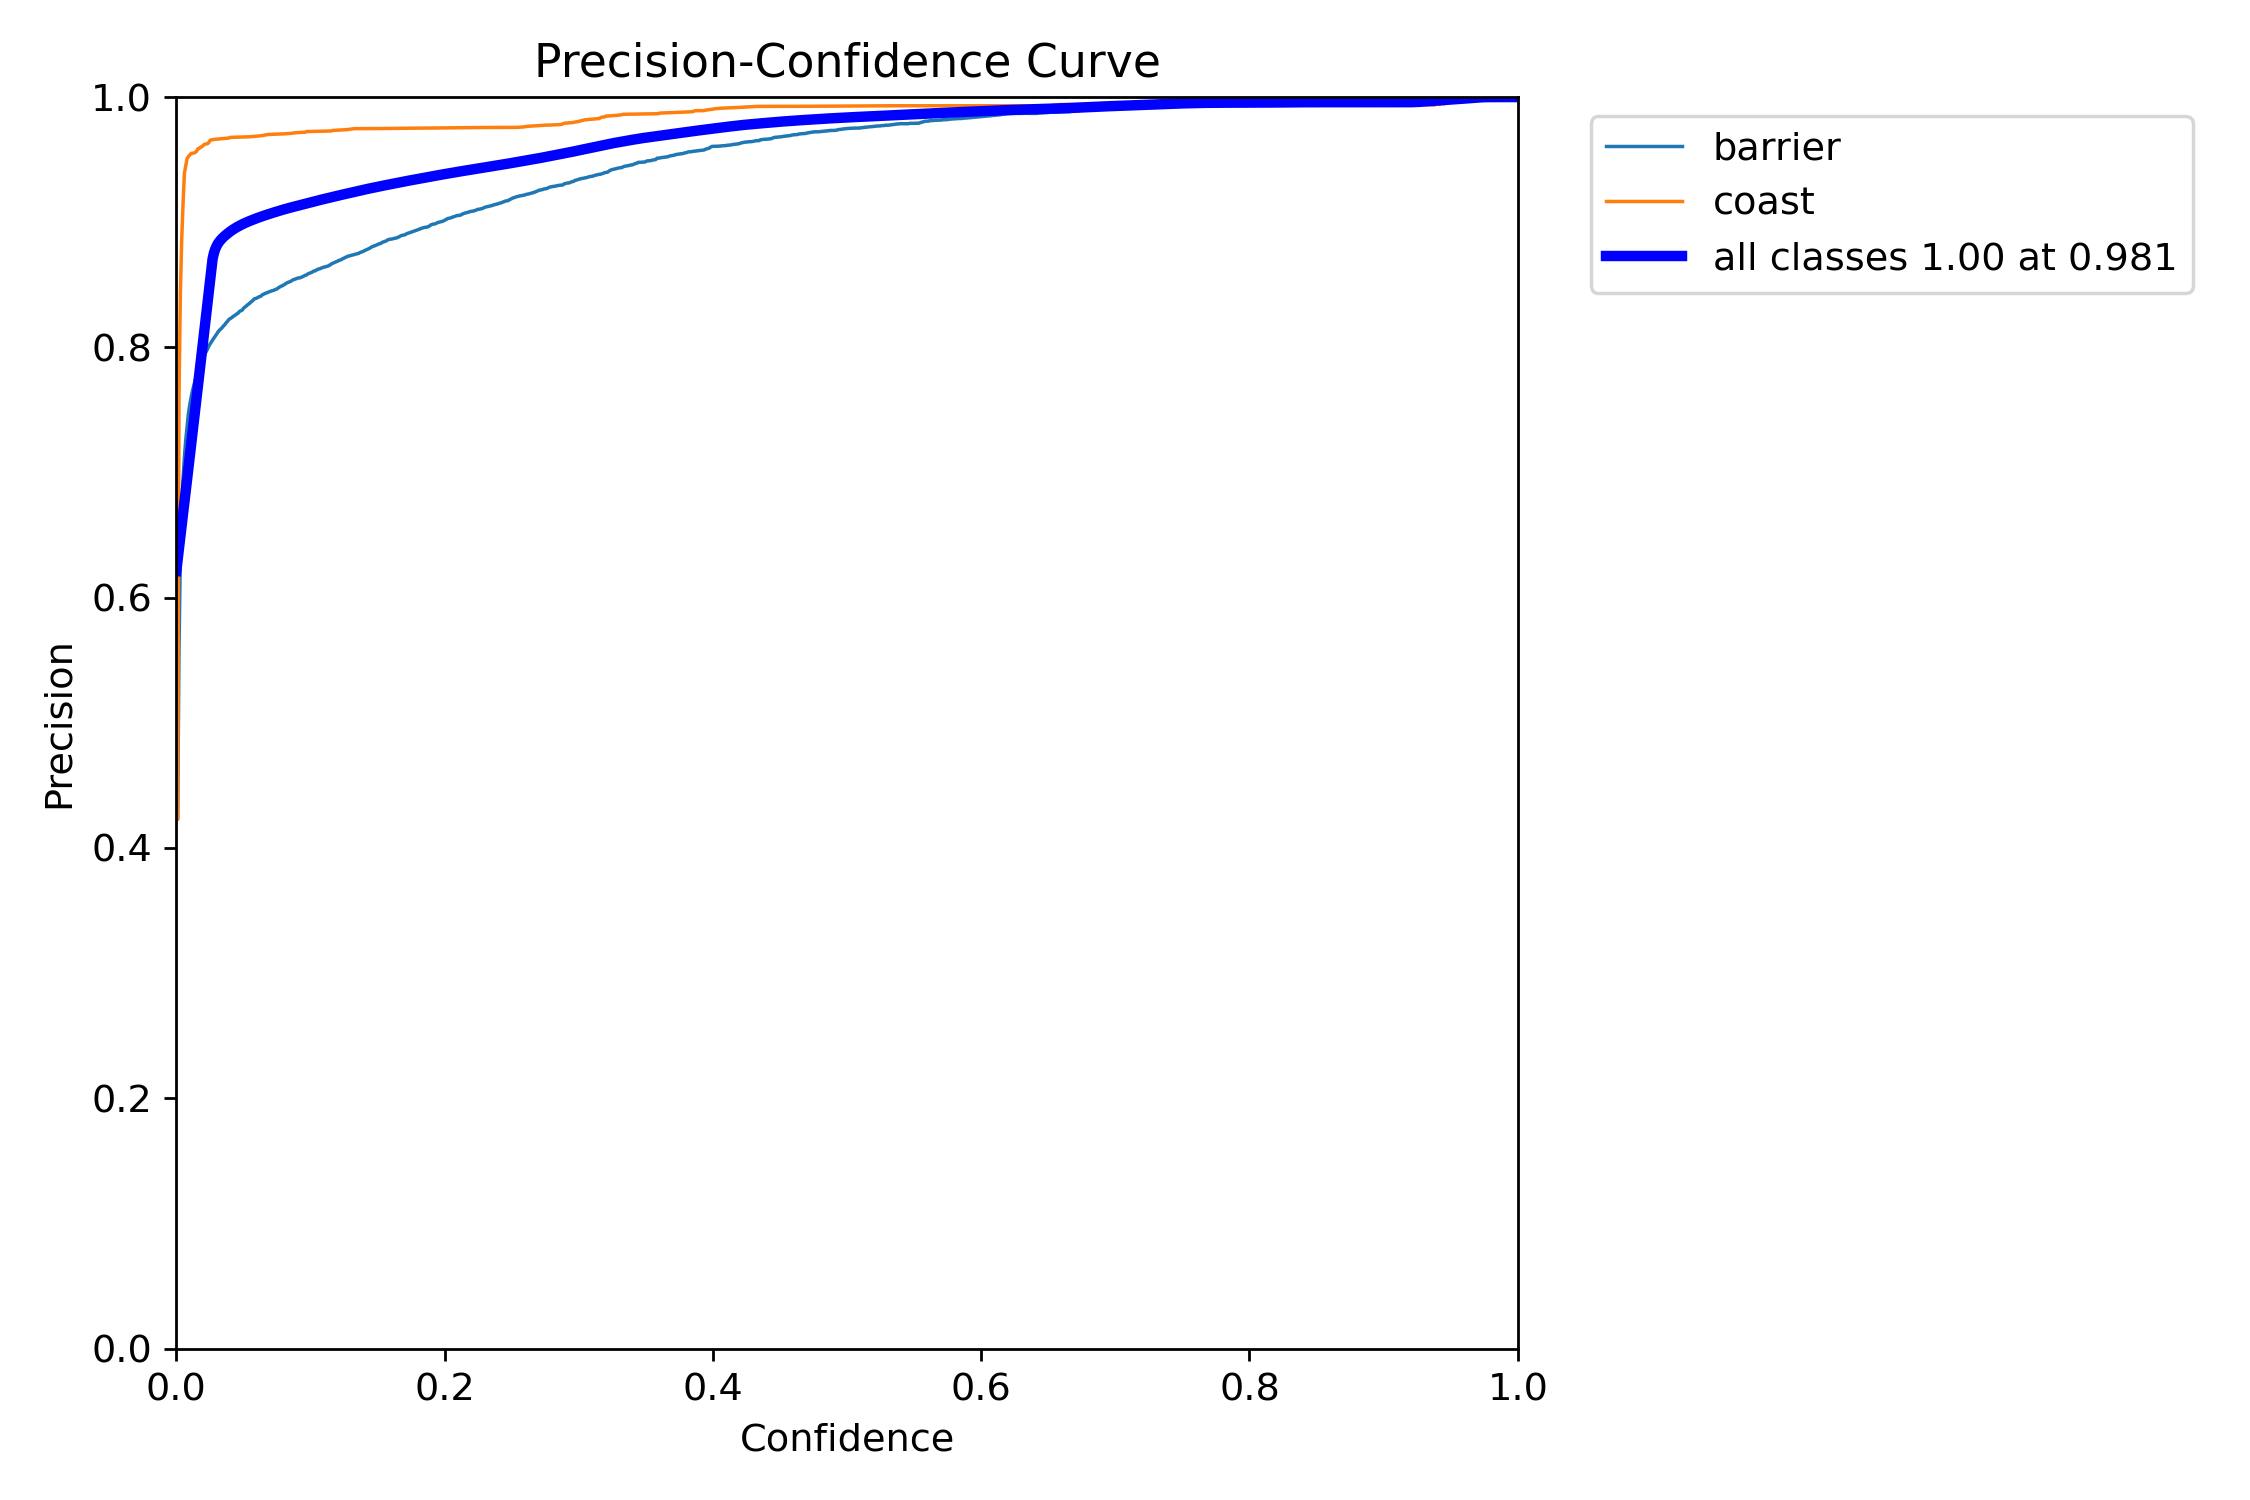 Precision-Confidence Curve
1.0
0.8
0.6
0.4
0.2
0.0
Precision
0.0 0.2 0.4 0.6 0.8 1.0
Confidence
barrier
coast
all classes 1.00 at 0.981